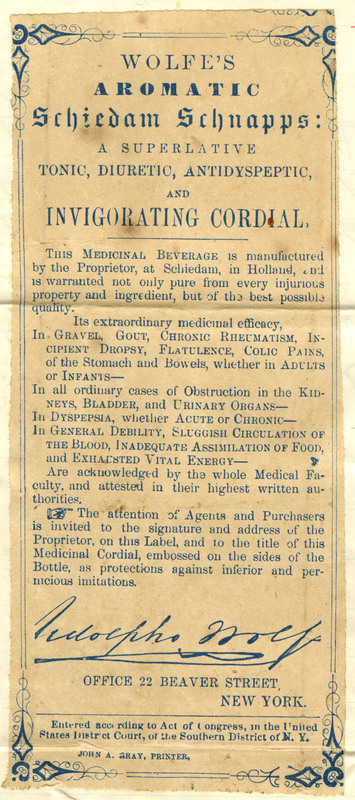 WOLFE'S
AROMATIC
Schiedam Schnapps:
A SUPERLATIVE
TONIC, DIURETIC, ANTIDYSPEPTIC,
AND
INVIGORATING CORDIAL.
THIS MEDICINAL BEVERAGE is manufactured
by the Proprietor, at Schiedam, in Holland, and
is warranted not only pure from every injurious
property and ingredient, but of the best possible
quality.
Its extraordinary medicinal efficacy,
In GRAVEL, GOUT, CHRONIC RHEUMATISM, IN-
CIPIENT DROPSY, FLATULENCE, COLIC PAINS,
of the Stomach and Bowels, whether in ADULTS
or INFANTS—
In all ordinary cases of Obstruction in the KID-
NEYS, BLADDER, and URINARY ORGANS—
In DYSPEPSIA, whether ACUTE or CHRONIC—
In GENERAL DEBILITY, SLUGGISH CIRCULATION OF
THE BLOOD, INADEQUATE ASSIMILATION OF FOOD,
and EXHAUSTED VITAL ENERGY—
Are acknowledged by the whole Medical Fa-
culty, and attested in their highest written au-
thorities.
☞ The attention of Agents and Purchasers
is invited to the signature and address of the
Proprietor, on this Label, and to the title of this
Medicinal Cordial, embossed on the sides of the
Bottle, as protections against inferior and per-
nicious imitations.
Udolpho Wolfe
OFFICE 22 BEAVER STREET,
NEW YORK.
Entered according to Act of Congress, in the United
States District Court, of the Southern District of N. Y.
JOHN A. GRAY, PRINTER.